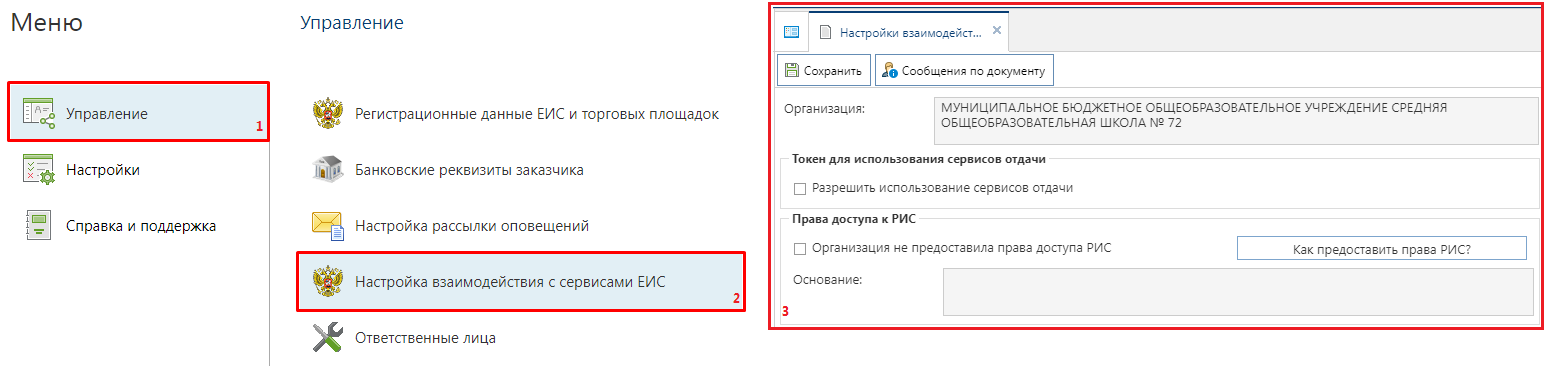 Меню
Управление
1
Настройки
Справка и поддержка
Управление
Регистрационные данные ЕИС и торговых площадок
Банковские реквизиты заказчика
Настройка рассылки оповещений
Настройка взаимодействия с сервисами ЕИС
2
Ответственные лица
Настройки взаимодейст...
Сохранить
Сообщения по документу
Организация:
МУНИЦИПАЛЬНОЕ БЮДЖЕТНОЕ ОБЩЕОБРАЗОВАТЕЛЬНОЕ УЧРЕЖДЕНИЕ СРЕДНЯЯ
ОБЩЕОБРАЗОВАТЕЛЬНАЯ ШКОЛА № 72
Токен для использования сервисов отдачи
Разрешить использование сервисов отдачи
Права доступа к РИС
Организация не предоставила права доступа РИС
Как предоставить права РИС?
Основание:
3